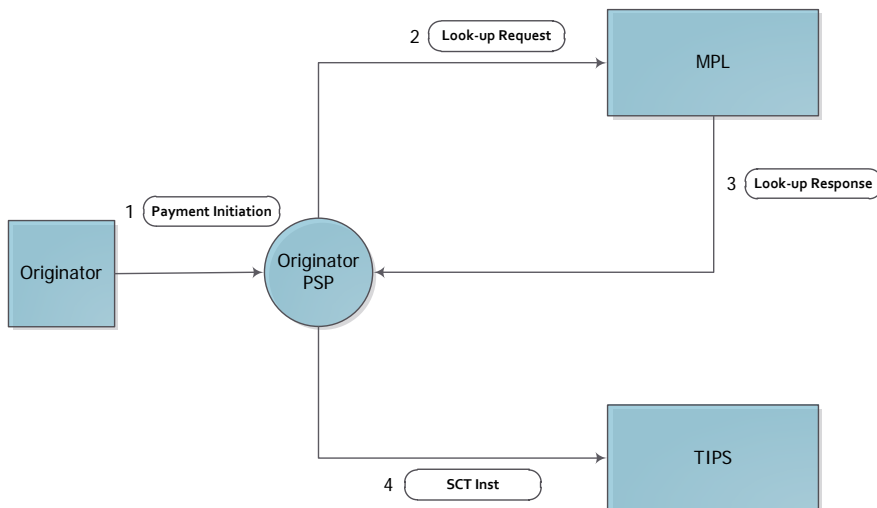 2 Look-up Request
MPL
3 Look-up Response
1 Payment Initiation
Originator
Originator
PSP
TIPS
4 SCT Inst